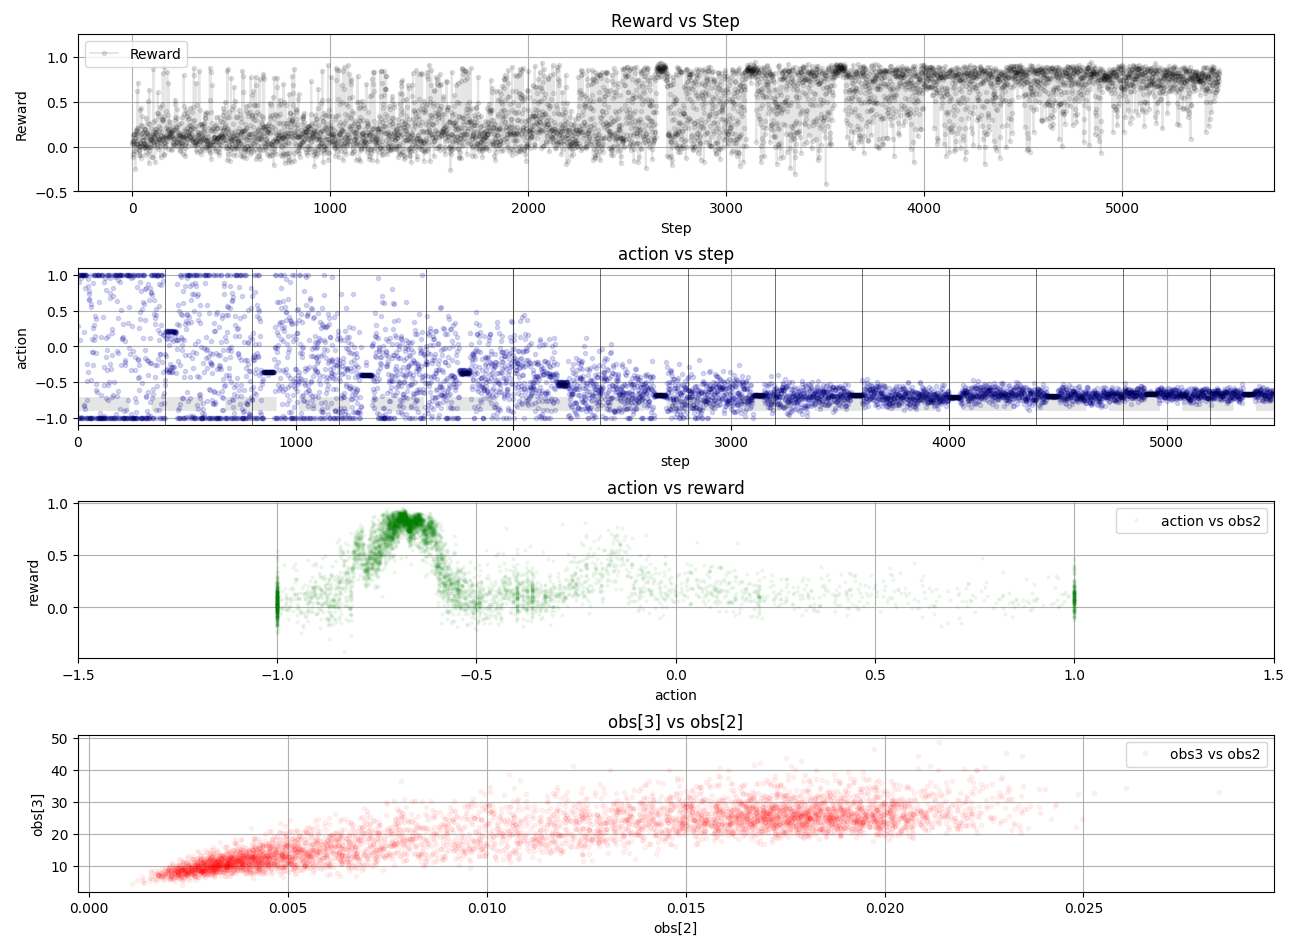 Reward vs Step
Reward
1.0
0.5
0.0
−0.5
Reward
0 1000 2000 3000 4000 5000
Step
action vs step
1.0
0.5
0.0
−0.5
−1.0
action
0 1000 2000 3000 4000 5000
step
action vs reward
action vs obs2
1.0
0.5
0.0
reward
−1.5 −1.0 −0.5 0.0 0.5 1.0 1.5
action
obs[3] vs obs[2]
obs3 vs obs2
50
40
30
20
10
obs[3]
0.000 0.005 0.010 0.015 0.020 0.025
obs[2]